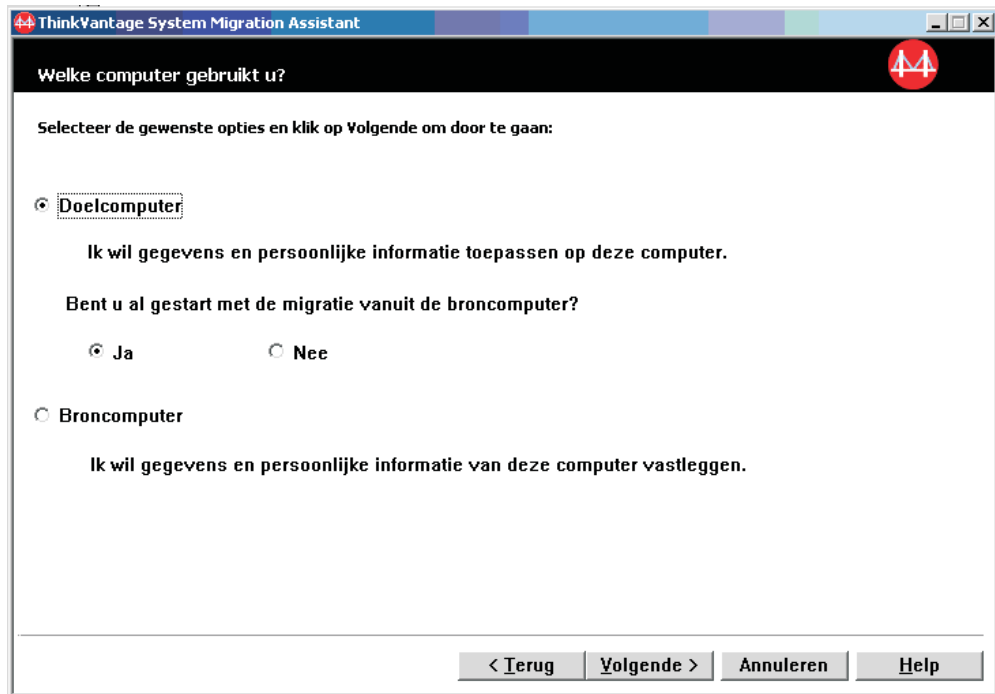 ThinkVantage System Migration Assistant
Welke computer gebruikt u?
Selecteer de gewenste opties en klik op Volgende om door te gaan:
Doelcomputer
Ik wil gegevens en persoonlijke informatie toepassen op deze computer.
Bent u al gestart met de migratie vanuit de broncomputer?
Ja Nee
Broncomputer
Ik wil gegevens en persoonlijke informatie van deze computer vastleggen.
< Terug Volgende > Annuleren Help